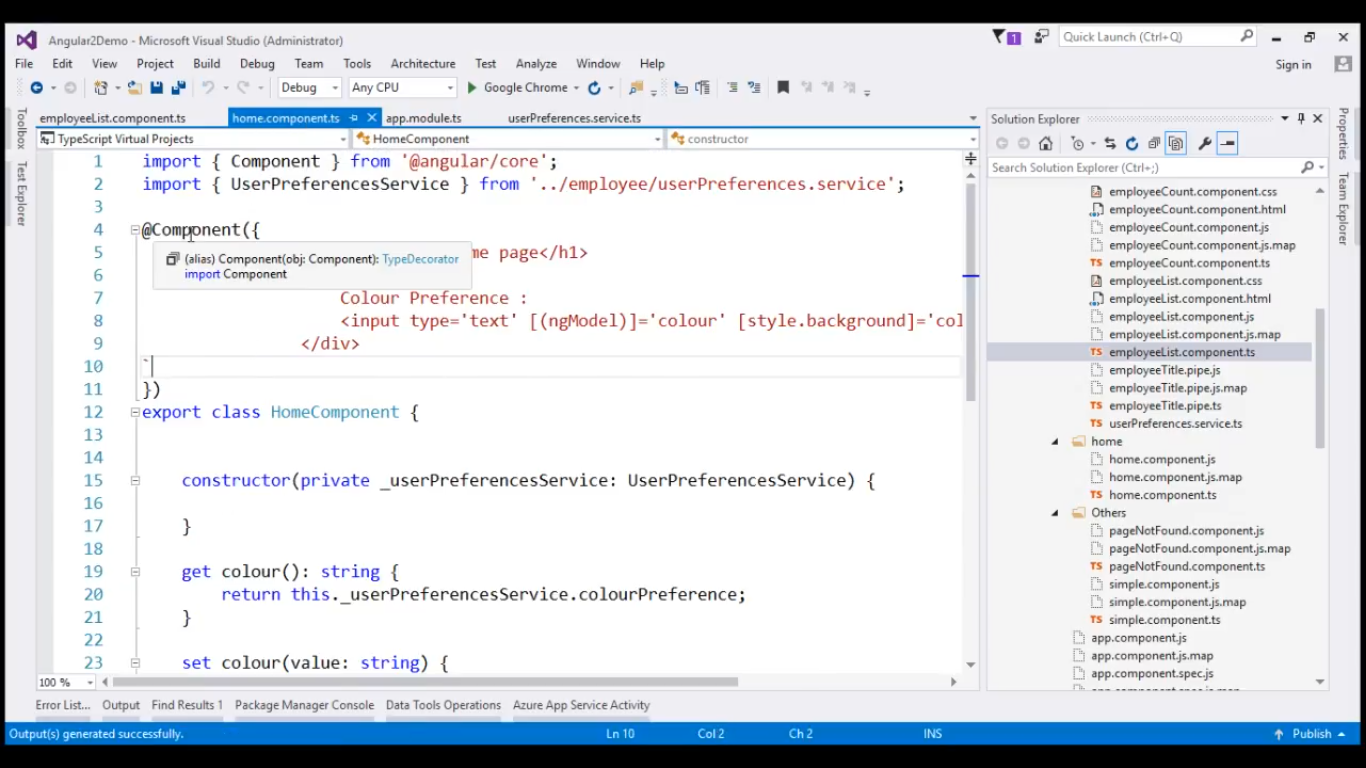 Angular2Demo - Microsoft Visual Studio (Administrator)
1
Quick Launch (Ctrl+Q)
File Edit View Project Build Debug Team Tools Architecture Test Analyze Window Help
Sign in
Debug Any CPU Google Chrome
Toolbox
Test Explorer
employeeList.component.ts home.component.ts app.module.ts userPreferences.service.ts
TypeScript Virtual Projects HomeComponent constructor
1 import { Component } from '@angular/core';
2 import { UserPreferencesService } from '../employee/userPreferences.service';
3
4 @Component({
5 me page</h1>
(alias) Component(obj: Component): TypeDecorator
import Component
6
7 Colour Preference :
8 <input type='text' [(ngModel)]='colour' [style.background]='col
9 </div>
10 `
11 })
12 export class HomeComponent {
13
14
15 constructor(private _userPreferencesService: UserPreferencesService) {
16
17 }
18
19 get colour(): string {
20 return this._userPreferencesService.colourPreference;
21 }
22
23 set colour(value: string) {
100 %
Solution Explorer
Search Solution Explorer (Ctrl+;)
employeeCount.component.css
employeeCount.component.html
employeeCount.component.js
employeeCount.component.js.map
employeeCount.component.ts
employeeList.component.css
employeeList.component.html
employeeList.component.js
employeeList.component.js.map
employeeList.component.ts
employeeTitle.pipe.js
employeeTitle.pipe.js.map
employeeTitle.pipe.ts
userPreferences.service.ts
home
home.component.js
home.component.js.map
home.component.ts
Others
pageNotFound.component.js
pageNotFound.component.js.map
pageNotFound.component.ts
simple.component.js
simple.component.js.map
simple.component.ts
app.component.js
app.component.js.map
app.component.spec.js
Properties
Team Explorer
Error List... Output Find Results 1 Package Manager Console Data Tools Operations Azure App Service Activity
Output(s) generated successfully. Ln 10 Col 2 Ch 2 INS Publish